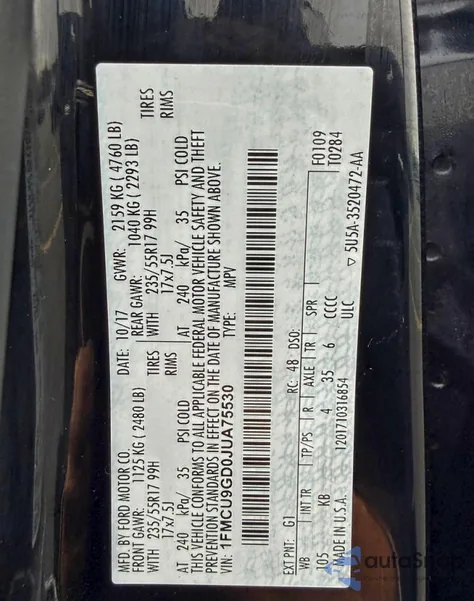 MFD. BY FORD MOTOR CO.
DATE: 10/17 GVWR: 2159 KG ( 4760 LB)
FRONT GAWR: 1125 KG ( 2480 LB) REAR GAWR: 1040 KG ( 2293 LB)
WITH 235/55R17 99H TIRES WITH 235/55R17 99H TIRES
17x7.5J RIMS 17x7.5J RIMS
AT 240 kPa/ 35 PSI COLD AT 240 kPa/ 35 PSI COLD
THIS VEHICLE CONFORMS TO ALL APPLICABLE FEDERAL MOTOR VEHICLE SAFETY AND THEFT
PREVENTION STANDARDS IN EFFECT ON THE DATE OF MANUFACTURE SHOWN ABOVE.
VIN: 1FMCU9GD0JUA75530 TYPE: MPV
EXT PNT: G1 RC: 48 DSO: F0109
T0284
WB INT TR TP/PS R AXLE TR SPR
105 KB 4 35 6 CCCC
MADE IN U.S.A. 1201710316854 ULC 5U5A-3520472-AA
autoSnap